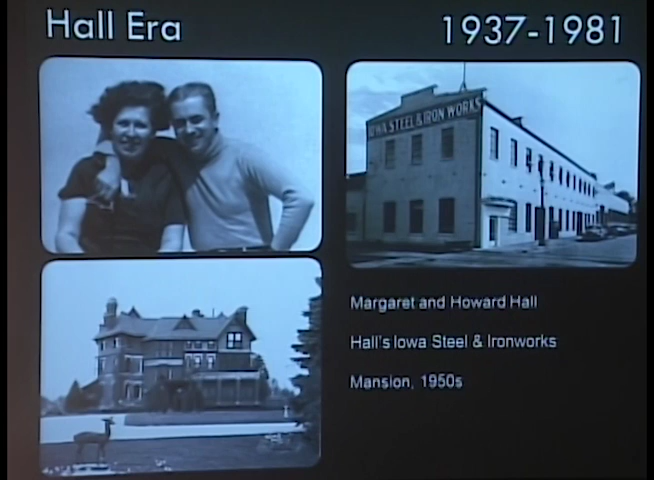 Hall Era
1937-1981
IOWA STEEL & IRON WORKS
Margaret and Howard Hall
Hall's Iowa Steel & Ironworks
Mansion, 1950s